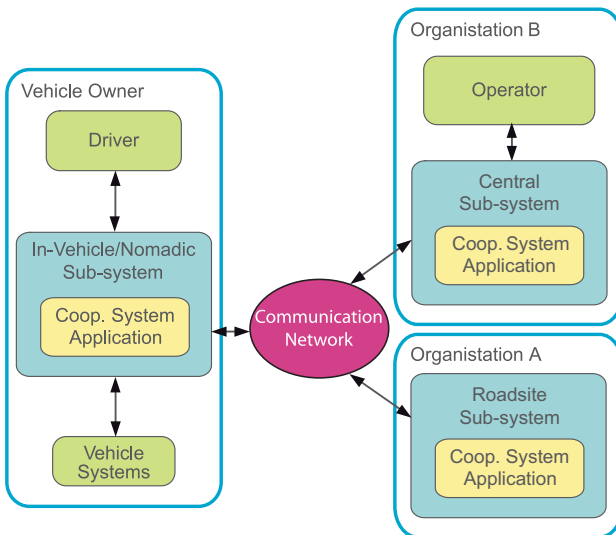 Vehicle Owner
Driver
In-Vehicle/Nomadic
Sub-system
Coop. System
Application
Vehicle
Systems
Communication
Network
Organistation B
Operator
Central
Sub-system
Coop. System
Application
Organistation A
Roadsite
Sub-system
Coop. System
Application